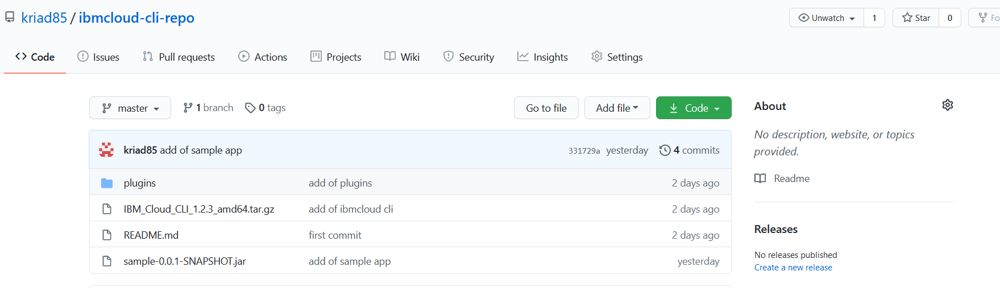 kriad85 / ibmcloud-cli-repo
Unwatch 1 Star 0
Code Issues Pull requests Actions Projects Wiki Security Insights Settings
master 1 branch 0 tags Go to file Add file Code
kriad85 add of sample app 331729a yesterday 4 commits
plugins add of plugins 2 days ago
IBM_Cloud_CLI_1.2.3_amd64.tar.gz add of ibmcloud cli 2 days ago
README.md first commit 2 days ago
sample-0.0.1-SNAPSHOT.jar add of sample app yesterday
About
No description, website, or topics
provided.
Readme
Releases
No releases published
Create a new release